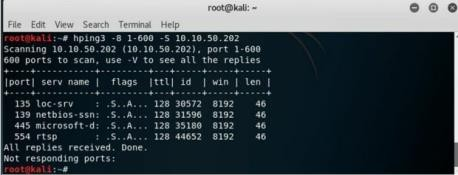 root@kali: ~
File Edit View Search Terminal Help
root@kali:~# hping3 -8 1-600 -S 10.10.50.202
Scanning 10.10.50.202 (10.10.50.202), port 1-600
600 ports to scan, use -V to see all the replies
+----+-----------+---------+---+-----+-----+-----+
|port| serv name |  flags  |ttl| id  | win | len |
+----+-----------+---------+---+-----+-----+-----+
  135 loc-srv    : .S..A... 128 30572  8192    46
  139 netbios-ssn: .S..A... 128 31596  8192    46
  445 microsoft-d: .S..A... 128 35180  8192    46
  554 rtsp       : .S..A... 128 44652  8192    46
All replies received. Done.
Not responding ports:
root@kali:~#